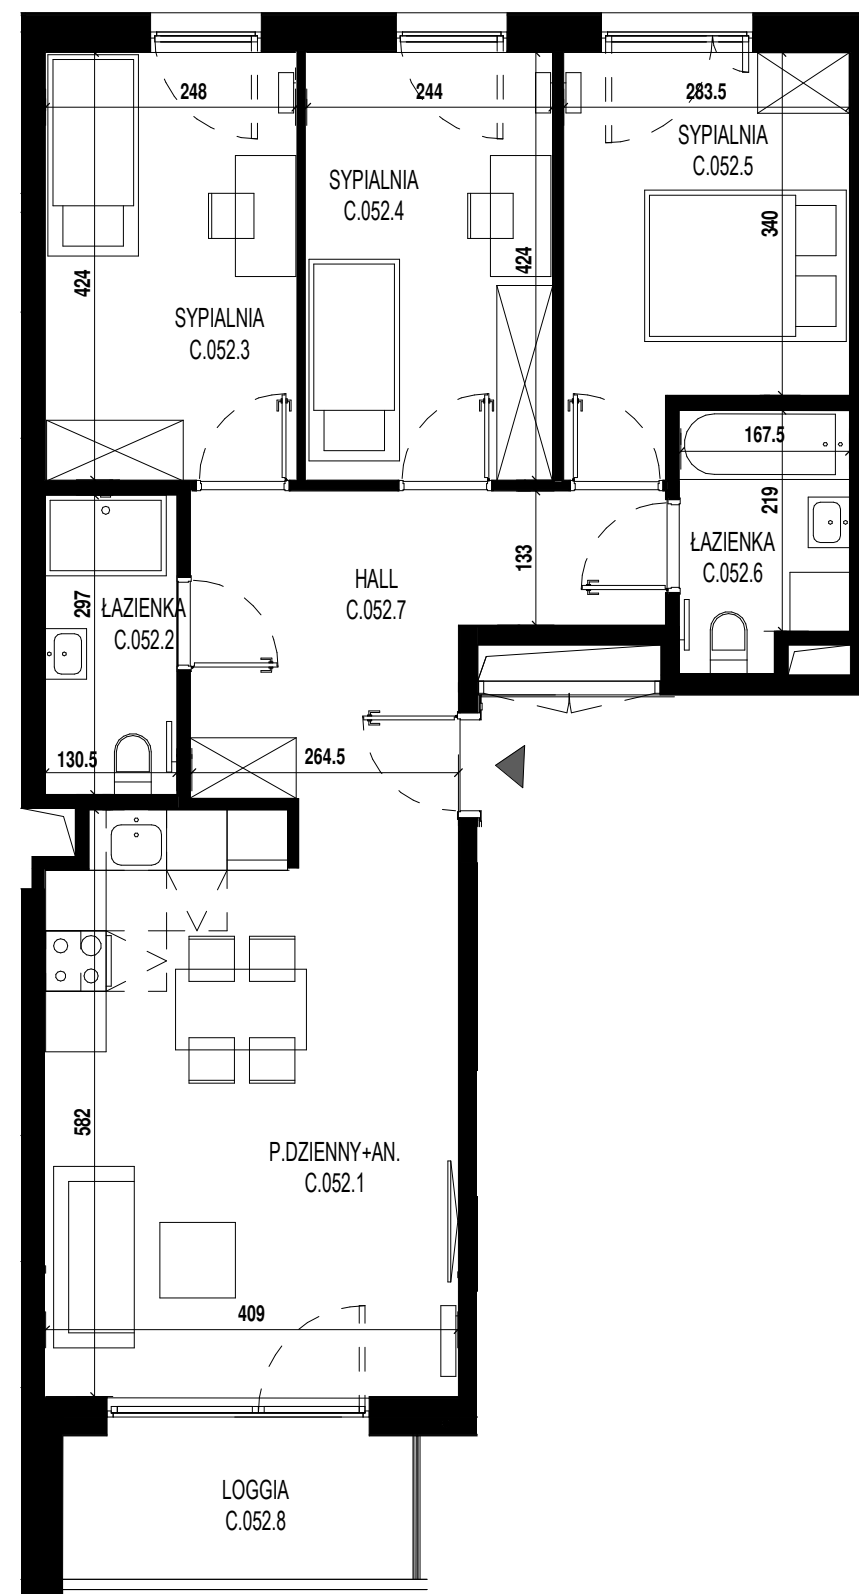 248
244
283.5
SYPIALNIA
C.052.5
SYPIALNIA
C.052.4
340
424
424
SYPIALNIA
C.052.3
167.5
219
ŁAZIENKA
C.052.6
133
HALL
C.052.7
297
ŁAZIENKA
C.052.2
130.5
264.5
582
P.DZIENNY+AN.
C.052.1
409
LOGGIA
C.052.8